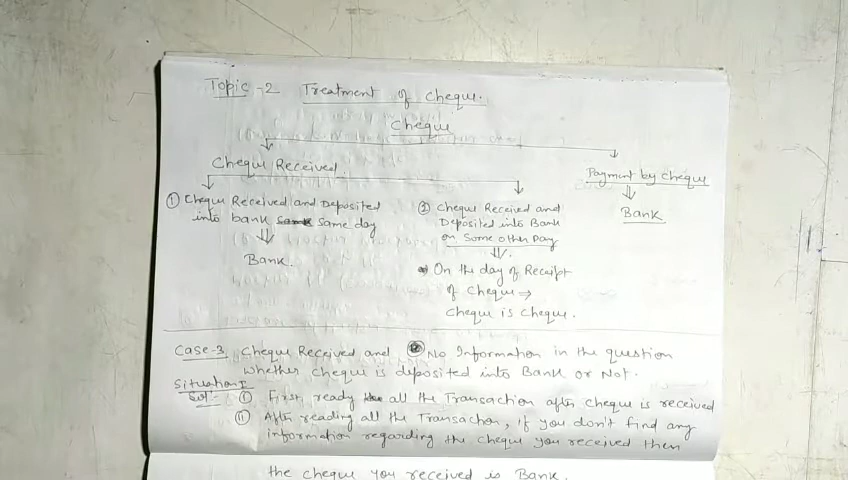 Topic -2 Treatment of cheque.
Cheque
Cheque Received.
Payment by cheque
Bank
① Cheque Received and Deposited
into bank same day
Bank.
② Cheque Received and
Deposited into Bank
on Some other Day
On the day of Receipt
of cheque ⇒
Cheque is cheque.
Case-3 Cheque Received and No Information in the question
whether cheque is deposited into Bank or Not.
Situation I
Sol:- ① First, ready all the Transaction after cheque is received
② After reading all the Transaction, if you don't find any
information regarding the cheque you received then
the cheque you received is Bank.